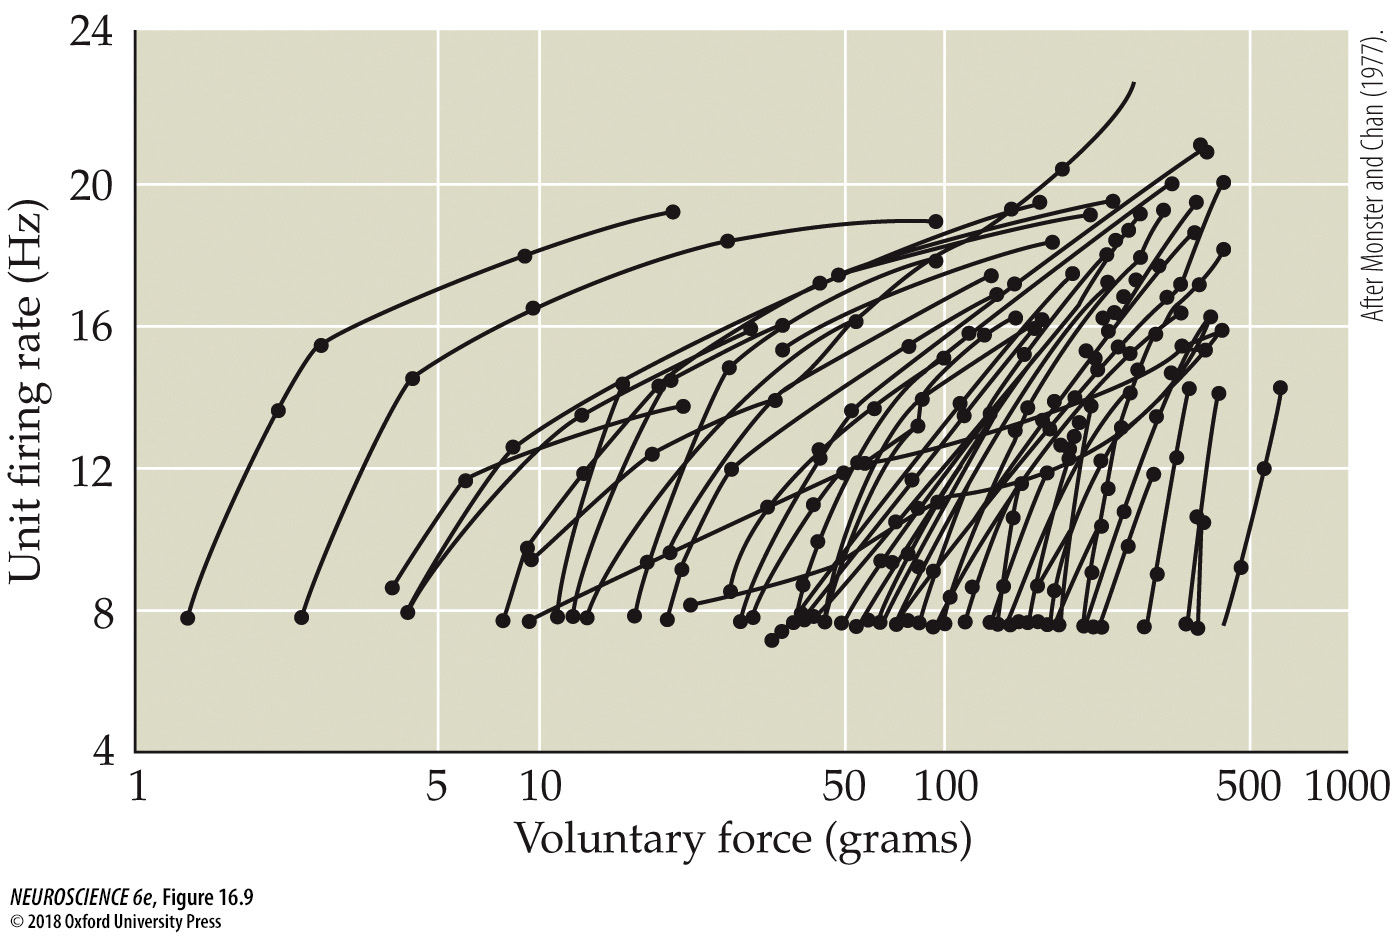 24
20
16
12
8
4
Unit firing rate (Hz)
1 5 10 50 100 500 1000
Voluntary force (grams)
After Monster and Chan (1977).
NEUROSCIENCE 6e, Figure 16.9
© 2018 Oxford University Press